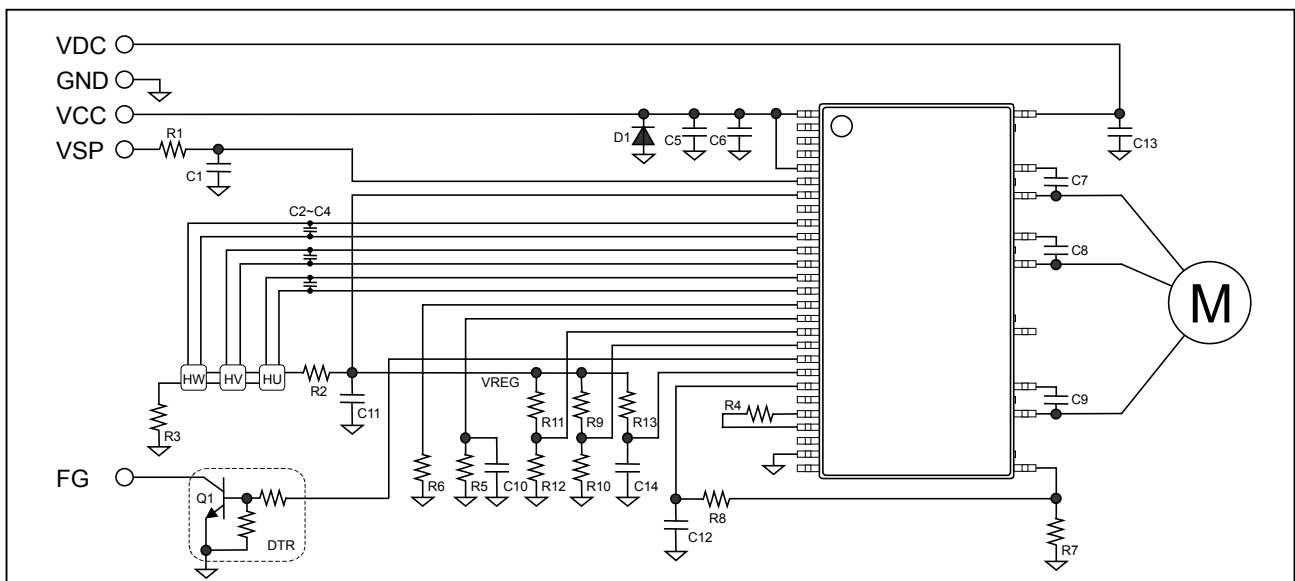 VDC
GND
VCC
VSP
R1
C1
D1
C5
C6
C13
C7
C2~C4
C8
M
HW
HV
HU
R2
VREG
C11
R11
R9
R13
R4
C9
R3
R6
R5
C10
R12
R10
C14
FG
Q1
DTR
R8
C12
R7